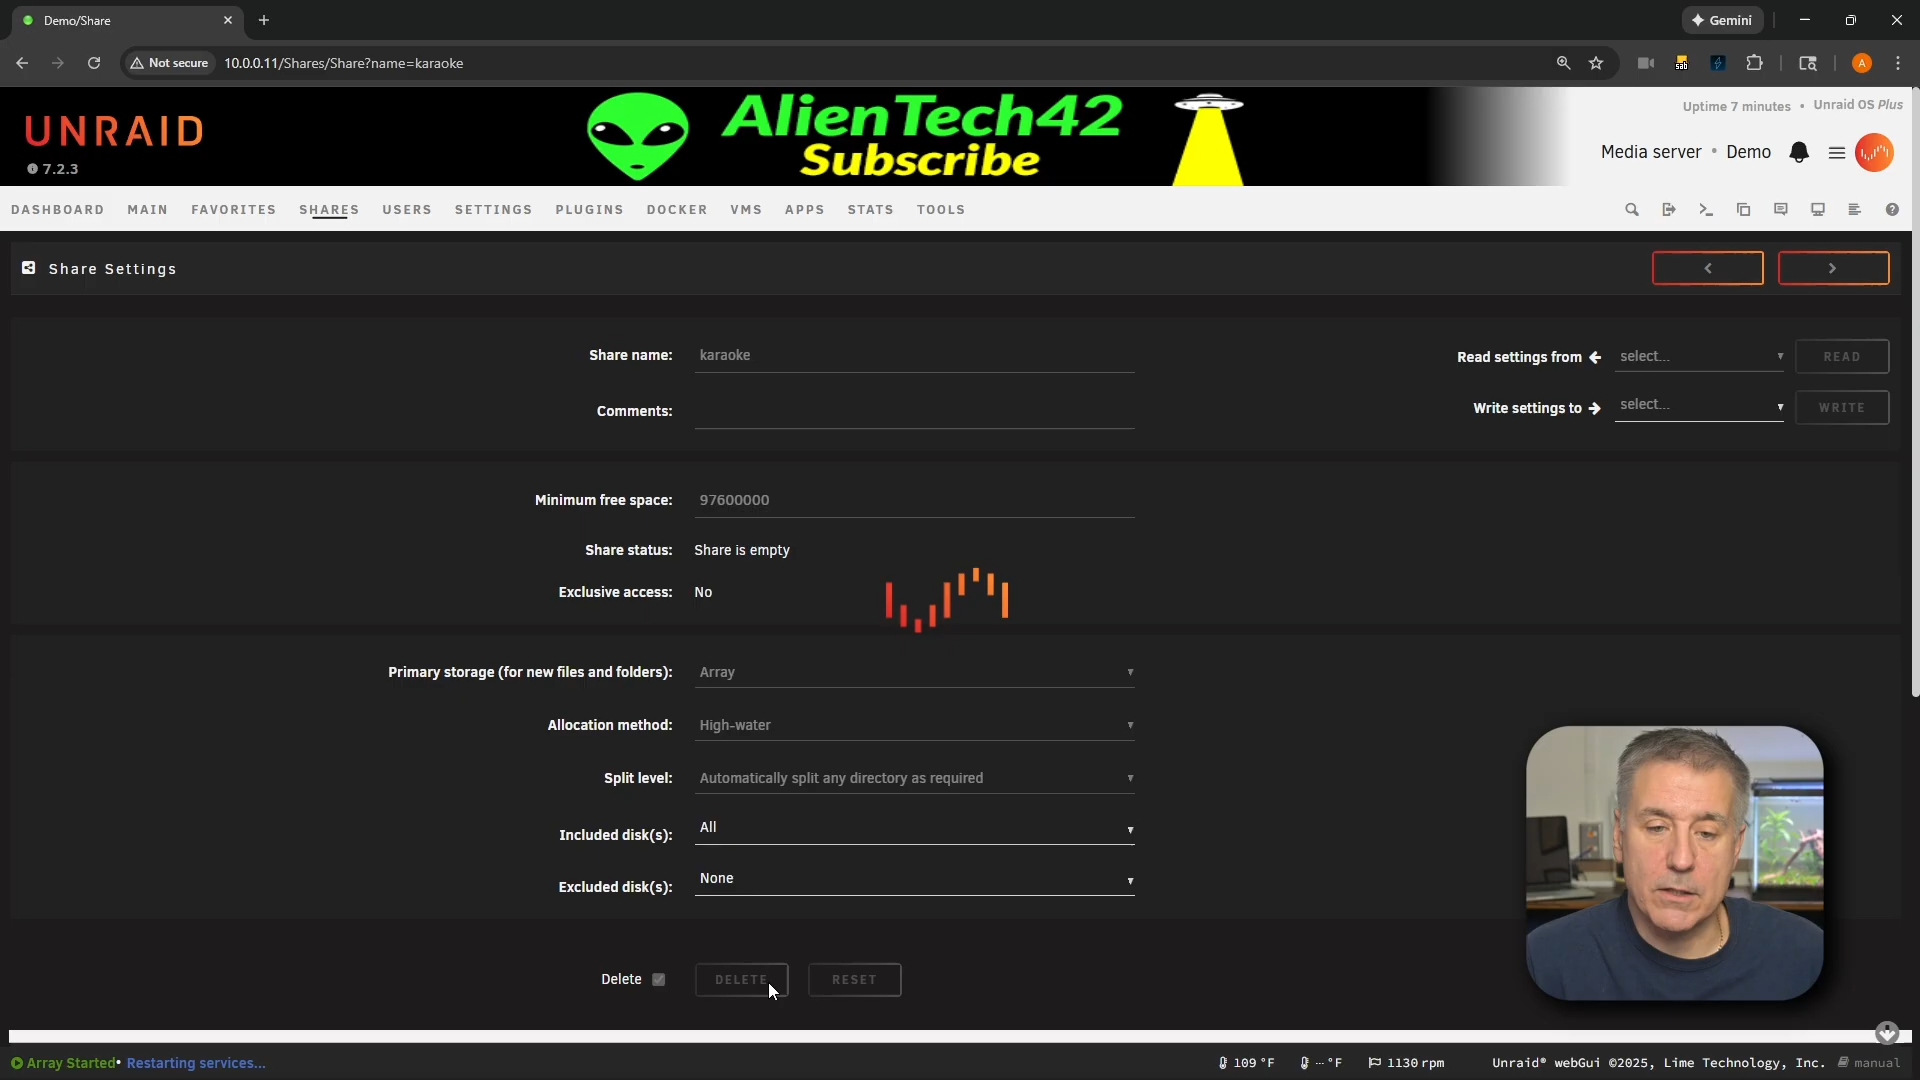 Demo/Share
Gemini
Not secure
10.0.0.11/Shares/Share?name=karaoke
sab
A
UNRAID
7.2.3
AlienTech42
Subscribe
Uptime 7 minutes • Unraid OS Plus
Media server • Demo
DASHBOARD MAIN FAVORITES SHARES USERS SETTINGS PLUGINS DOCKER VMS APPS STATS TOOLS
Share Settings
Share name: karaoke
Read settings from select... READ
Comments:
Write settings to select... WRITE
Minimum free space: 97600000
Share status: Share is empty
Exclusive access: No
Primary storage (for new files and folders): Array
Allocation method: High-water
Split level: Automatically split any directory as required
Included disk(s): All
Excluded disk(s): None
Delete DELETE RESET
Array Started• Restarting services...
109 °F -- °F 1130 rpm Unraid® webGui ©2025, Lime Technology, Inc. manual